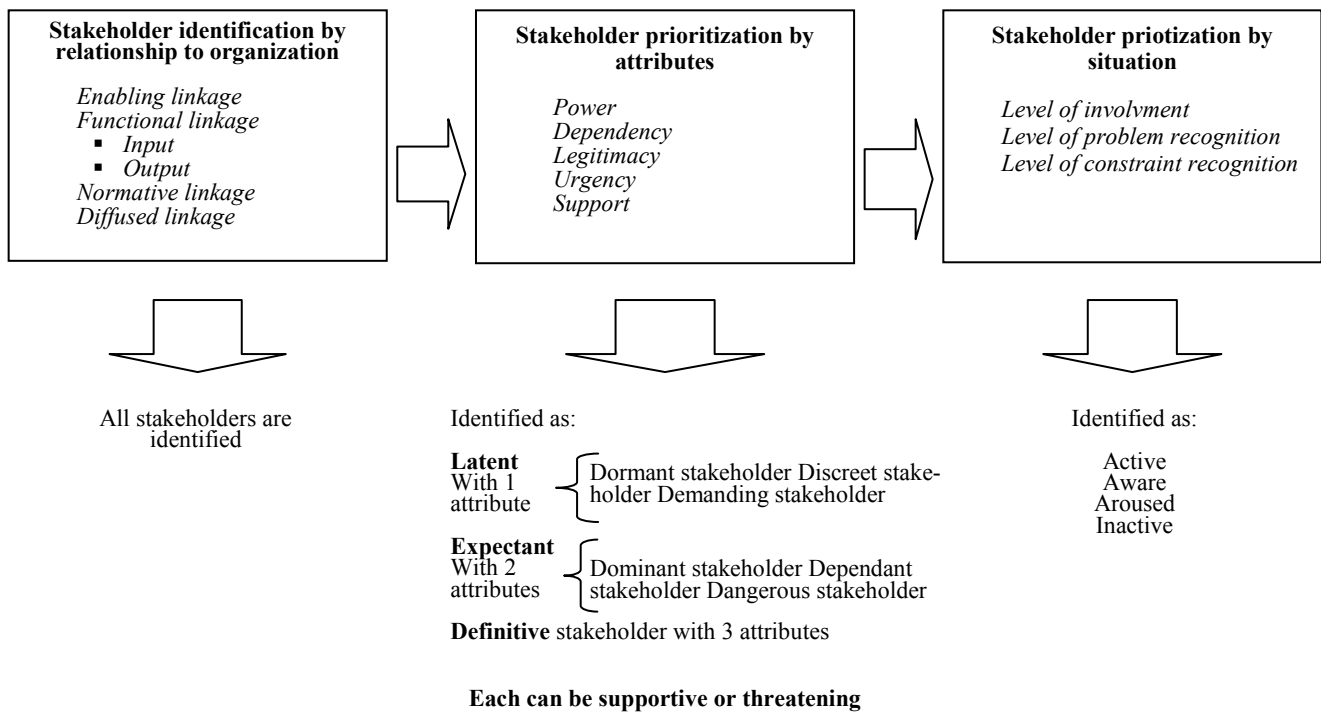 Stakeholder identification by
relationship to organization
Enabling linkage
Functional linkage
▪ Input
▪ Output
Normative linkage
Diffused linkage
Stakeholder prioritization by
attributes
Power
Dependency
Legitimacy
Urgency
Support
Stakeholder priotization by
situation
Level of involvment
Level of problem recognition
Level of constraint recognition
All stakeholders are
identified
Identified as:
Latent
With 1
attribute
Dormant stakeholder Discreet stake-
holder Demanding stakeholder
Expectant
With 2
attributes
Dominant stakeholder Dependant
stakeholder Dangerous stakeholder
Definitive stakeholder with 3 attributes
Each can be supportive or threatening
Identified as:
Active
Aware
Aroused
Inactive